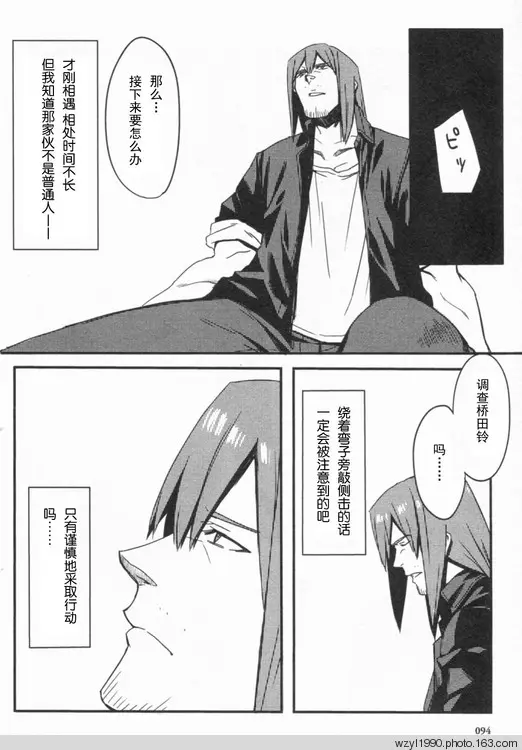 ピッ
那么…
接下来要怎么办
才刚相遇 相处时间不长
但我知道那家伙不是普通人——
调查桥田铃
吗……
绕着弯子旁敲侧击的话
一定会被注意到的吧
只有谨慎地采取行动
吗……
094
wzyl1990.photo.163.com